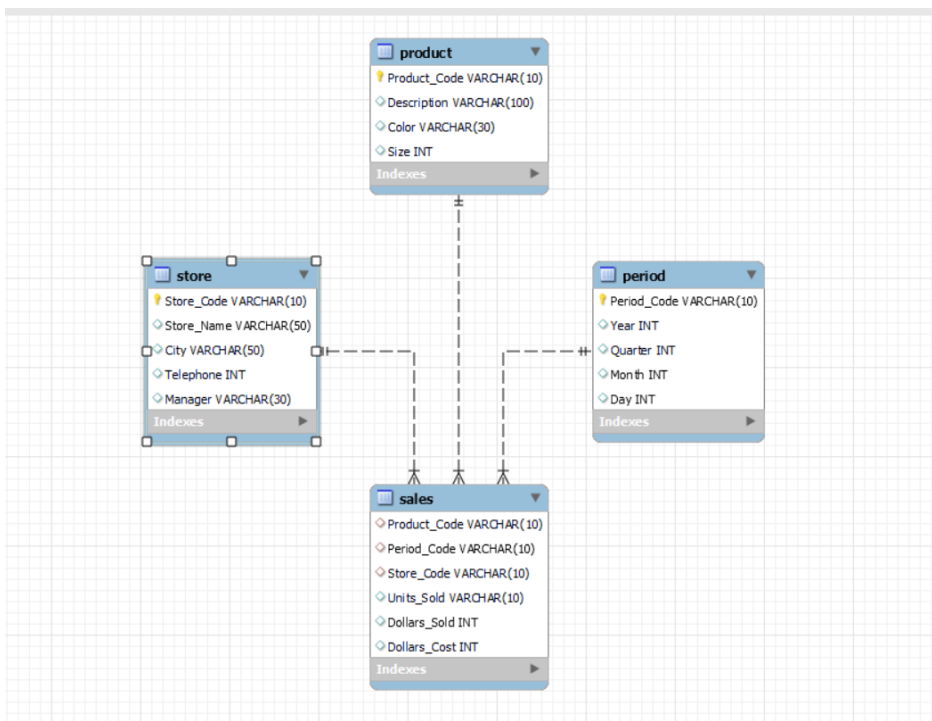 product
Product_Code VARCHAR(10)
Description VARCHAR(100)
Color VARCHAR(30)
Size INT
Indexes
store
Store_Code VARCHAR(10)
Store_Name VARCHAR(50)
City VARCHAR(50)
Telephone INT
Manager VARCHAR(30)
Indexes
period
Period_Code VARCHAR(10)
Year INT
Quarter INT
Month INT
Day INT
Indexes
sales
Product_Code VARCHAR(10)
Period_Code VARCHAR(10)
Store_Code VARCHAR(10)
Units_Sold VARCHAR(10)
Dollars_Sold INT
Dollars_Cost INT
Indexes